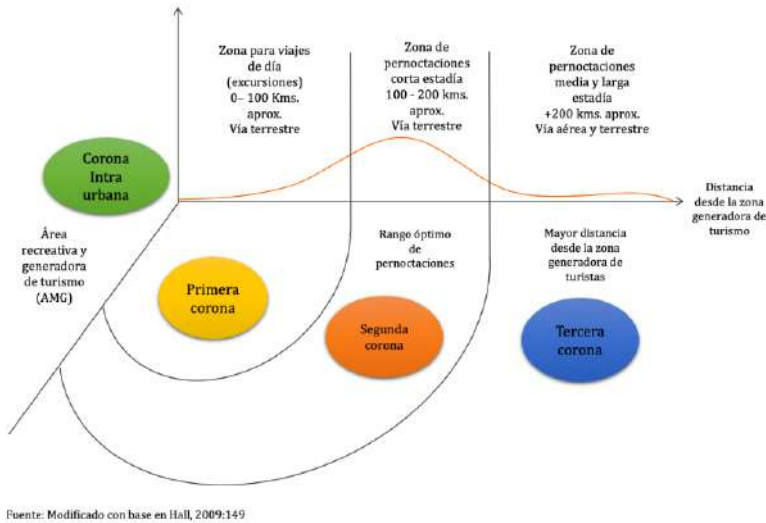 Zona para viajes
de día
(excursiones)
0– 100 Kms.
aprox.
Vía terrestre
Zona de
pernoctaciones
corta estadía
100 - 200 kms.
aprox.
Vía terrestre
Zona de
pernoctaciones
media y larga
estadía
+200 kms. aprox.
Vía aérea y terrestre
Corona
Intra
urbana
Distancia
desde la zona
generadora de
turismo
Área
recreativa y
generadora
de turismo
(AMG)
Rango óptimo
de
pernoctaciones
Mayor distancia
desde la zona
generadora de
turistas
Primera
corona
Segunda
corona
Tercera
corona
Fuente: Modificado con base en Hall, 2009:149